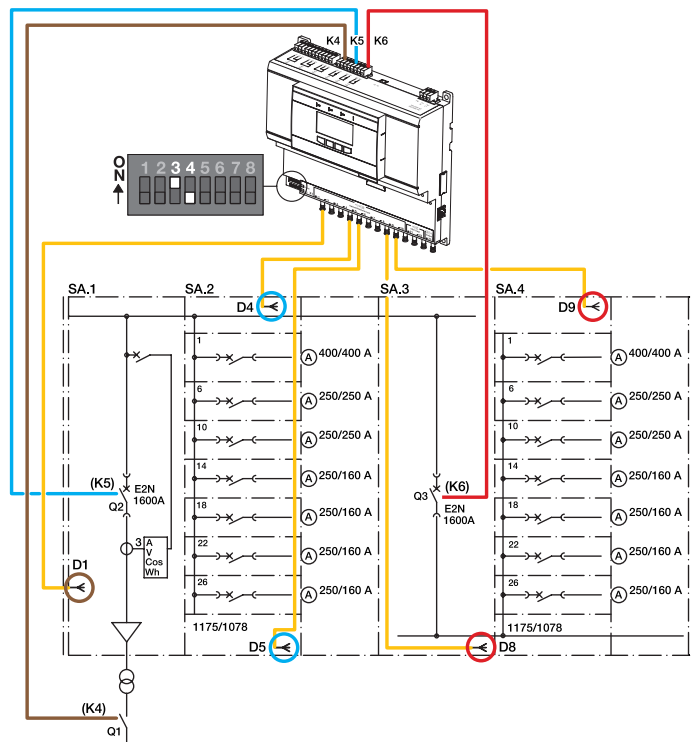 K4 K5 K6
ON
1 2 3 4 5 6 7 8
SA.1
SA.2
SA.3
SA.4
D4
D9
1
400/400 A
A
6
250/250 A
A
10
250/250 A
A
14
250/160 A
A
18
250/160 A
A
22
250/160 A
A
26
250/160 A
A
1175/1078
D5
(K5)
E2N
1600A
Q2
3
A
V
Cos
Wh
D1
(K4)
Q1
(K6)
Q3
E2N
1600A
D8
1
400/400 A
A
6
250/250 A
A
10
250/250 A
A
14
250/160 A
A
18
250/160 A
A
22
250/160 A
A
26
250/160 A
A
1175/1078